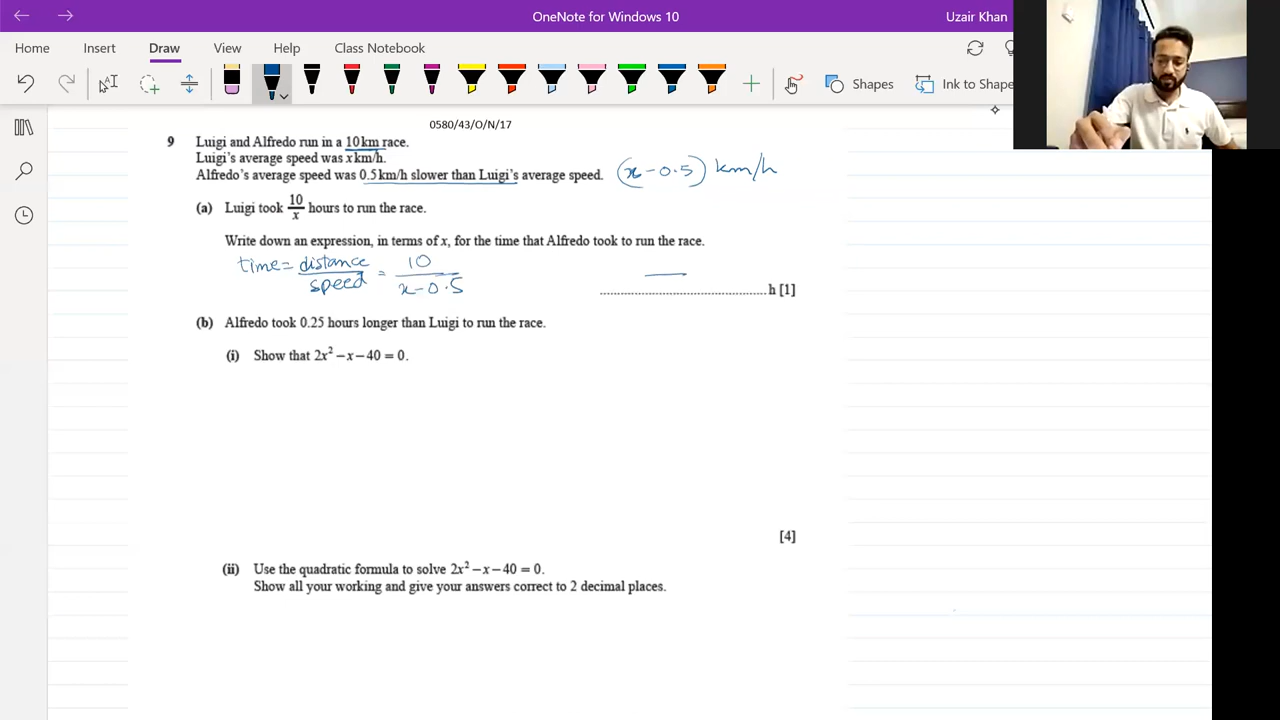 OneNote for Windows 10
Uzair Khan
Home Insert Draw View Help Class Notebook
Shapes Ink to Shape
0580/43/O/N/17
9 Luigi and Alfredo run in a 10 km race.
Luigi's average speed was x km/h.
Alfredo's average speed was 0.5 km/h slower than Luigi's average speed. (x-0.5) km/h
(a) Luigi took 10/x hours to run the race.
Write down an expression, in terms of x, for the time that Alfredo took to run the race.
time = distance/speed = 10/x-0.5
.................................................. h [1]
(b) Alfredo took 0.25 hours longer than Luigi to run the race.
(i) Show that 2x² – x – 40 = 0.
[4]
(ii) Use the quadratic formula to solve 2x² – x – 40 = 0.
Show all your working and give your answers correct to 2 decimal places.